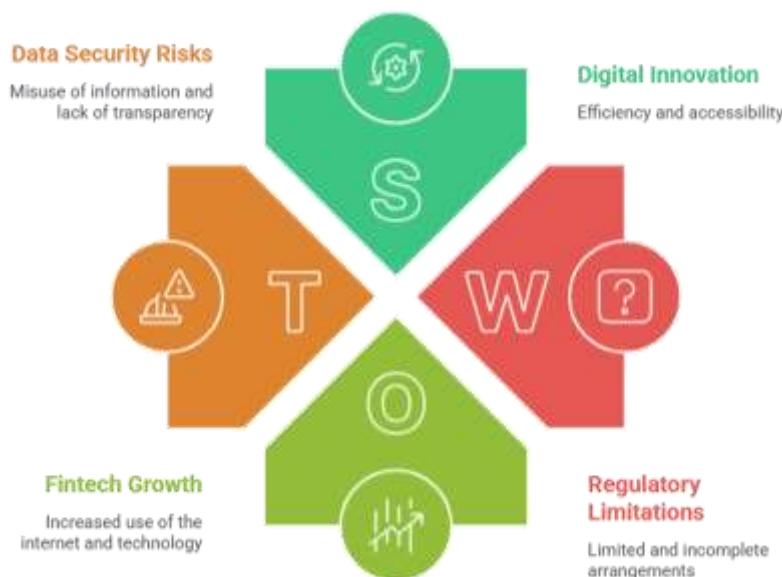 Data Security Risks
Misuse of information and
lack of transparency
Digital Innovation
Efficiency and accessibility
S
T
W
O
Fintech Growth
Increased use of the
internet and technology
Regulatory
Limitations
Limited and incomplete
arrangements